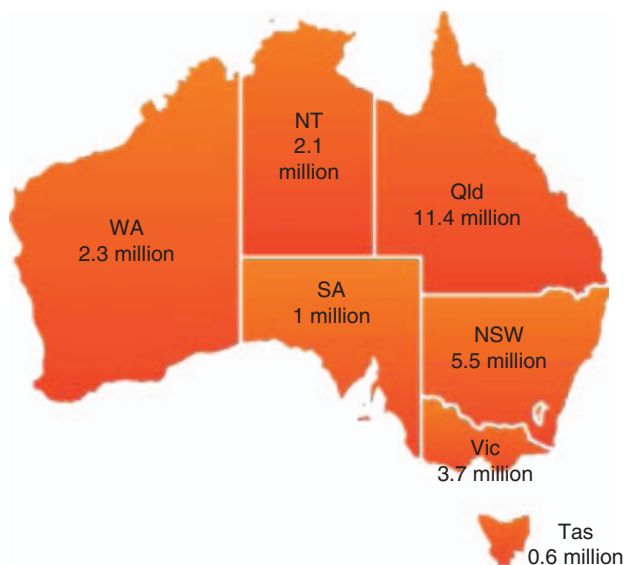 NT
2.1
million
Qld
11.4 million
WA
2.3 million
SA
1 million
NSW
5.5 million
Vic
3.7 million
Tas
0.6 million